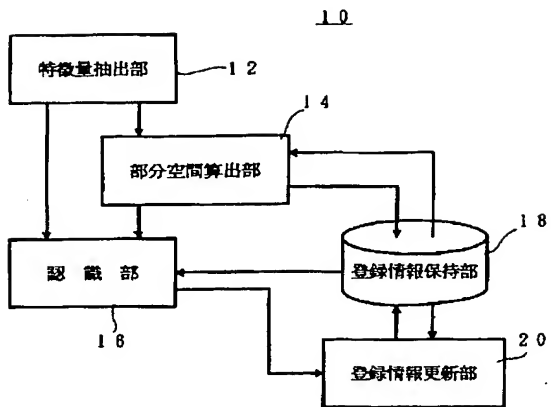 １０
特徴量抽出部
１２
１４
部分空間算出部
１８
認 識 部
登録情報保持部
１６
２０
登録情報更新部